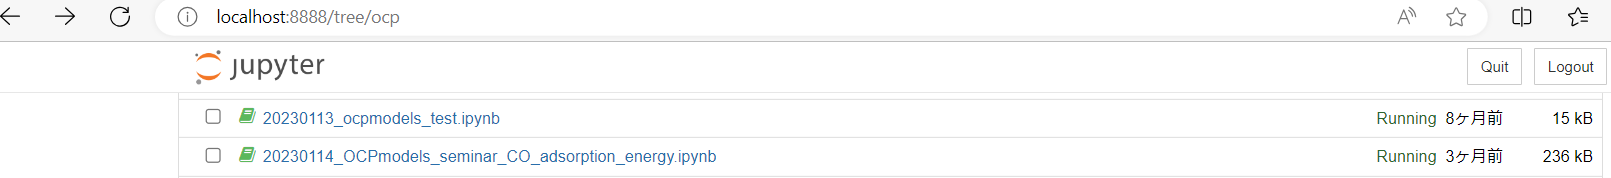 localhost:8888/tree/ocp
jupyter
Quit
Logout
20230113_ocpmodels_test.ipynb Running 8ヶ月前 15 kB
20230114_OCPmodels_seminar_CO_adsorption_energy.ipynb Running 3ヶ月前 236 kB